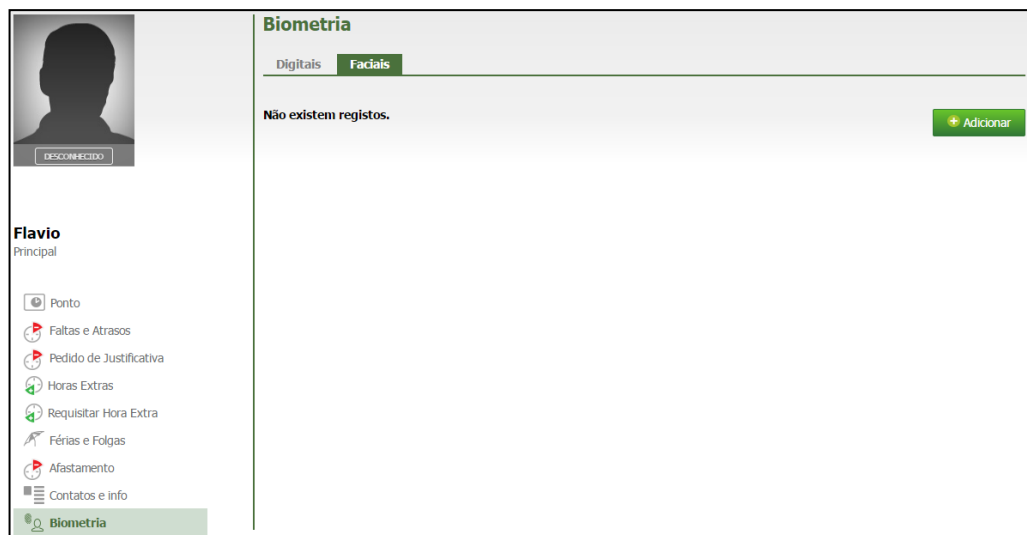 DESCONHECIDO
Flavio
Principal
Ponto
Faltas e Atrasos
Pedido de Justificativa
Horas Extras
Requisitar Hora Extra
Férias e Folgas
Afastamento
Contatos e info
Biometria
Biometria
Digitais Faciais
Não existem registos.
Adicionar